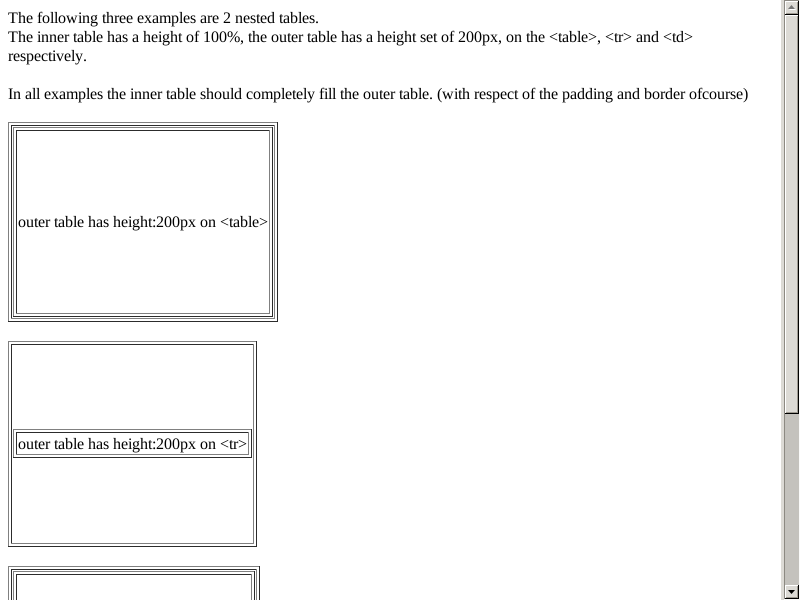 The following three examples are 2 nested tables.
The inner table has a height of 100%, the outer table has a height set of 200px, on the <table>, <tr> and <td>
respectively.
In all examples the inner table should completely fill the outer table. (with respect of the padding and border ofcourse)
outer table has height:200px on <table>
outer table has height:200px on <tr>